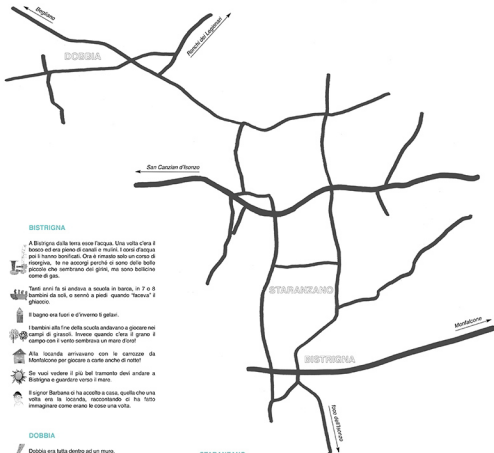 Begliano
Ronchi dei Legionari
DOBBIA
San Canzian d'Isonzo
STARANZANO
Monfalcone
BISTRIGNA
foce dell'Isonzo
BISTRIGNA
A Bistrigna dalla terra esce l'acqua. Una volta c'era il
bosco ed era pieno di canali e mulini. I corsi d'acqua
poi li hanno bonificati. Ora è rimasto solo un corso di
risorgiva, te ne accorgi perché ci sono delle bolle
piccole che sembrano dei girini, ma sono bollicine
come di gas.
Tanti anni fa si andava a scuola in barca, in 7 o 8
bambini da soli, e senno a piedi quando "faceva" il
ghiaccio.
Il bagno era fuori e d'inverno ti gelavi.
I bambini alla fine della scuola andavano a giocare nei
campi di girasoli. Invece quando c'era il grano il
campo con il vento sembrava un mare d'oro!
Alla locanda arrivavano con le carrozze da
Monfalcone per giocare a carte anche di notte!
Se vuoi vedere il più bel tramonto devi andare a
Bistrigna e guardare verso il mare.
Il signor Barbana ci ha accolto a casa, quella che una
volta era la locanda, raccontando ci ha fatto
immaginare come erano le cose una volta.
DOBBIA
Dobbia era tutta dentro ad un muro.
STARANZANO